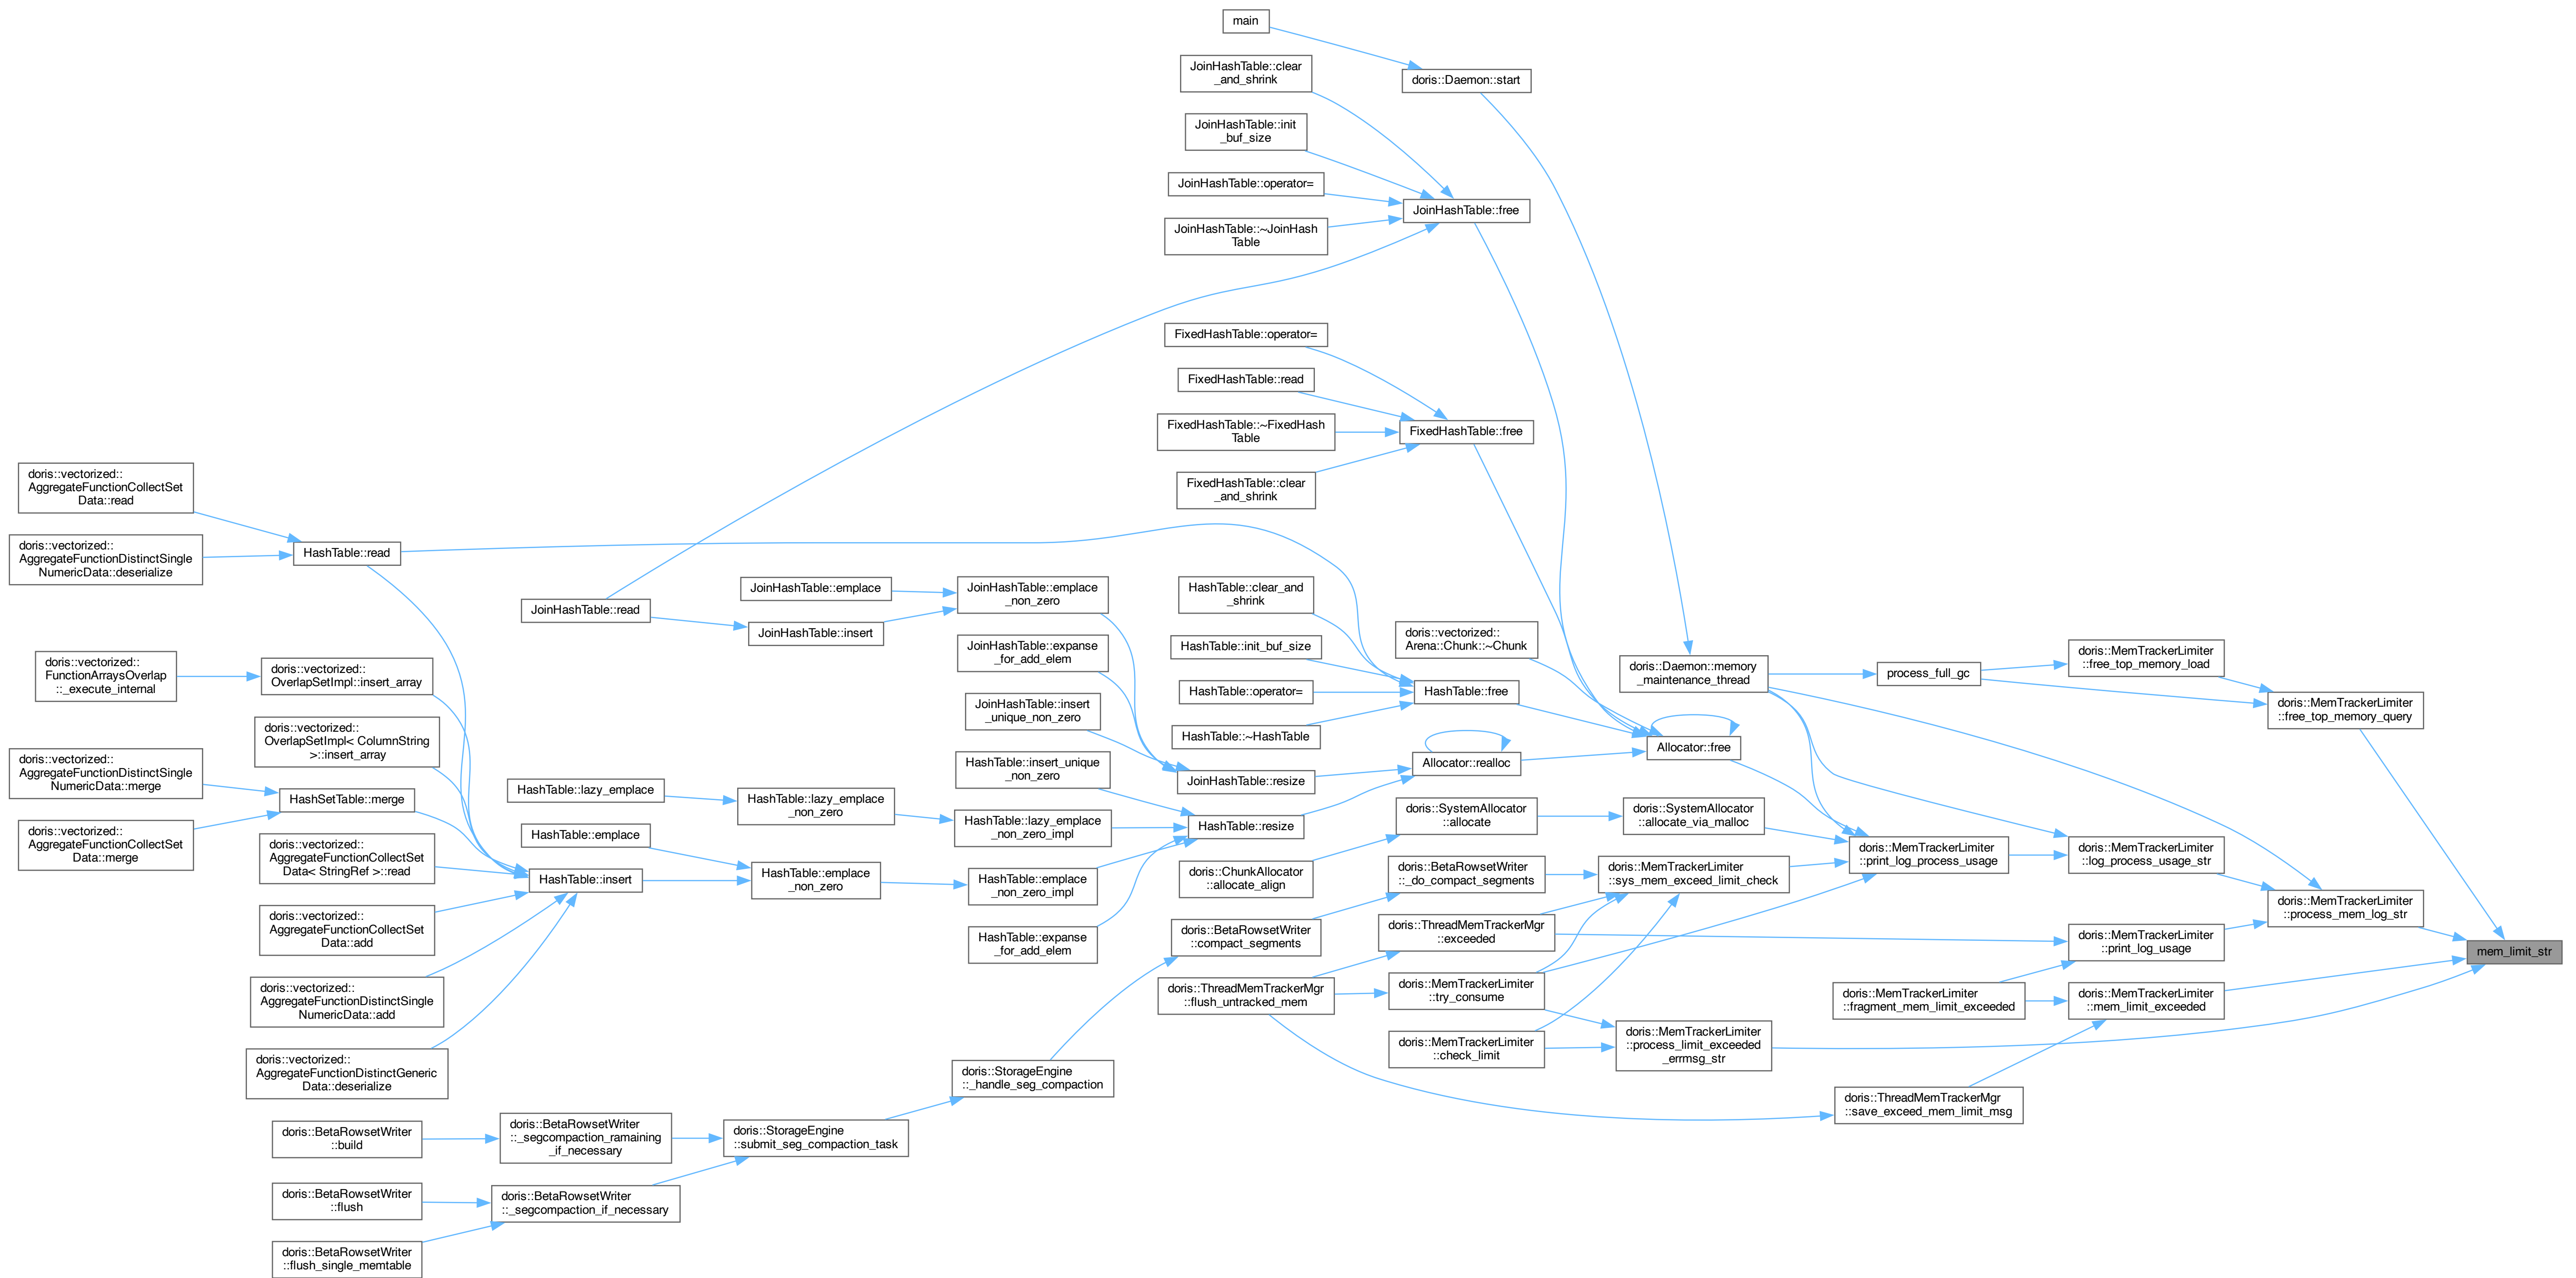 main
JoinHashTable::clear
_and_shrink
doris::Daemon::start
JoinHashTable::init
_buf_size
JoinHashTable::operator=
JoinHashTable::free
JoinHashTable::~JoinHash
Table
FixedHashTable::operator=
FixedHashTable::read
FixedHashTable::free
FixedHashTable::~FixedHash
Table
FixedHashTable::clear
_and_shrink
doris::vectorized::
AggregateFunctionCollectSet
Data::read
doris::vectorized::
AggregateFunctionDistinctSingle
NumericData::deserialize
HashTable::read
JoinHashTable::read
JoinHashTable::emplace
JoinHashTable::insert
JoinHashTable::emplace
_non_zero
JoinHashTable::expanse
_for_add_elem
JoinHashTable::insert
_unique_non_zero
HashTable::insert_unique
_non_zero
HashTable::clear_and
_shrink
HashTable::init_buf_size
HashTable::operator=
HashTable::~HashTable
JoinHashTable::resize
HashTable::resize
doris::vectorized::
Arena::Chunk::~Chunk
HashTable::free
Allocator::realloc
Allocator::free
doris::Daemon::memory
_maintenance_thread
process_full_gc
doris::MemTrackerLimiter
::free_top_memory_load
doris::MemTrackerLimiter
::free_top_memory_query
doris::vectorized::
FunctionArraysOverlap
::_execute_internal
doris::vectorized::
OverlapSetImpl::insert_array
doris::vectorized::
OverlapSetImpl< ColumnString
>::insert_array
doris::vectorized::
AggregateFunctionDistinctSingle
NumericData::merge
HashSetTable::merge
doris::vectorized::
AggregateFunctionCollectSet
Data::merge
doris::vectorized::
AggregateFunctionCollectSet
Data< StringRef >::read
doris::vectorized::
AggregateFunctionCollectSet
Data::add
doris::vectorized::
AggregateFunctionDistinctSingle
NumericData::add
doris::vectorized::
AggregateFunctionDistinctGeneric
Data::deserialize
HashTable::lazy_emplace
HashTable::emplace
HashTable::insert
HashTable::lazy_emplace
_non_zero
HashTable::emplace
_non_zero
HashTable::lazy_emplace
_non_zero_impl
HashTable::emplace
_non_zero_impl
HashTable::expanse
_for_add_elem
doris::SystemAllocator
::allocate
doris::SystemAllocator
::allocate_via_malloc
doris::ChunkAllocator
::allocate_align
doris::BetaRowsetWriter
::_do_compact_segments
doris::MemTrackerLimiter
::sys_mem_exceed_limit_check
doris::MemTrackerLimiter
::print_log_process_usage
doris::MemTrackerLimiter
::log_process_usage_str
doris::MemTrackerLimiter
::process_mem_log_str
doris::BetaRowsetWriter
::compact_segments
doris::ThreadMemTrackerMgr
::exceeded
doris::MemTrackerLimiter
::print_log_usage
mem_limit_str
doris::ThreadMemTrackerMgr
::flush_untracked_mem
doris::MemTrackerLimiter
::try_consume
doris::MemTrackerLimiter
::fragment_mem_limit_exceeded
doris::MemTrackerLimiter
::mem_limit_exceeded
doris::MemTrackerLimiter
::check_limit
doris::MemTrackerLimiter
::process_limit_exceeded
_errmsg_str
doris::StorageEngine
::_handle_seg_compaction
doris::ThreadMemTrackerMgr
::save_exceed_mem_limit_msg
doris::BetaRowsetWriter
::build
doris::BetaRowsetWriter
::_segcompaction_ramaining
_if_necessary
doris::StorageEngine
::submit_seg_compaction_task
doris::BetaRowsetWriter
::flush
doris::BetaRowsetWriter
::_segcompaction_if_necessary
doris::BetaRowsetWriter
::flush_single_memtable